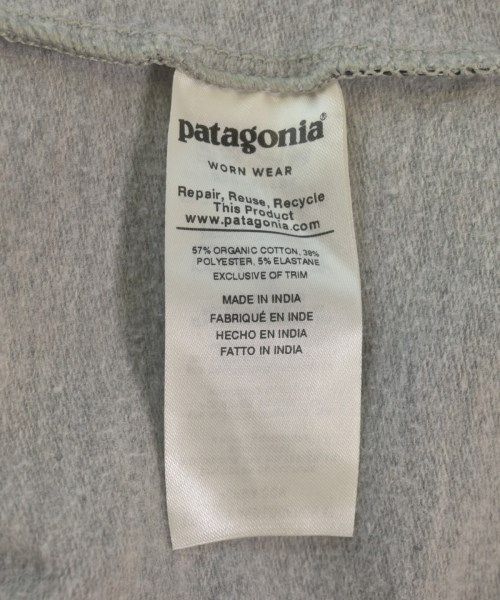 patagonia®
WORN WEAR
Repair, Reuse, Recycle
This Product
www.patagonia.com
57% ORGANIC COTTON, 38%
POLYESTER, 5% ELASTANE
EXCLUSIVE OF TRIM
MADE IN INDIA
FABRIQUÉ EN INDE
HECHO EN INDIA
FATTO IN INDIA